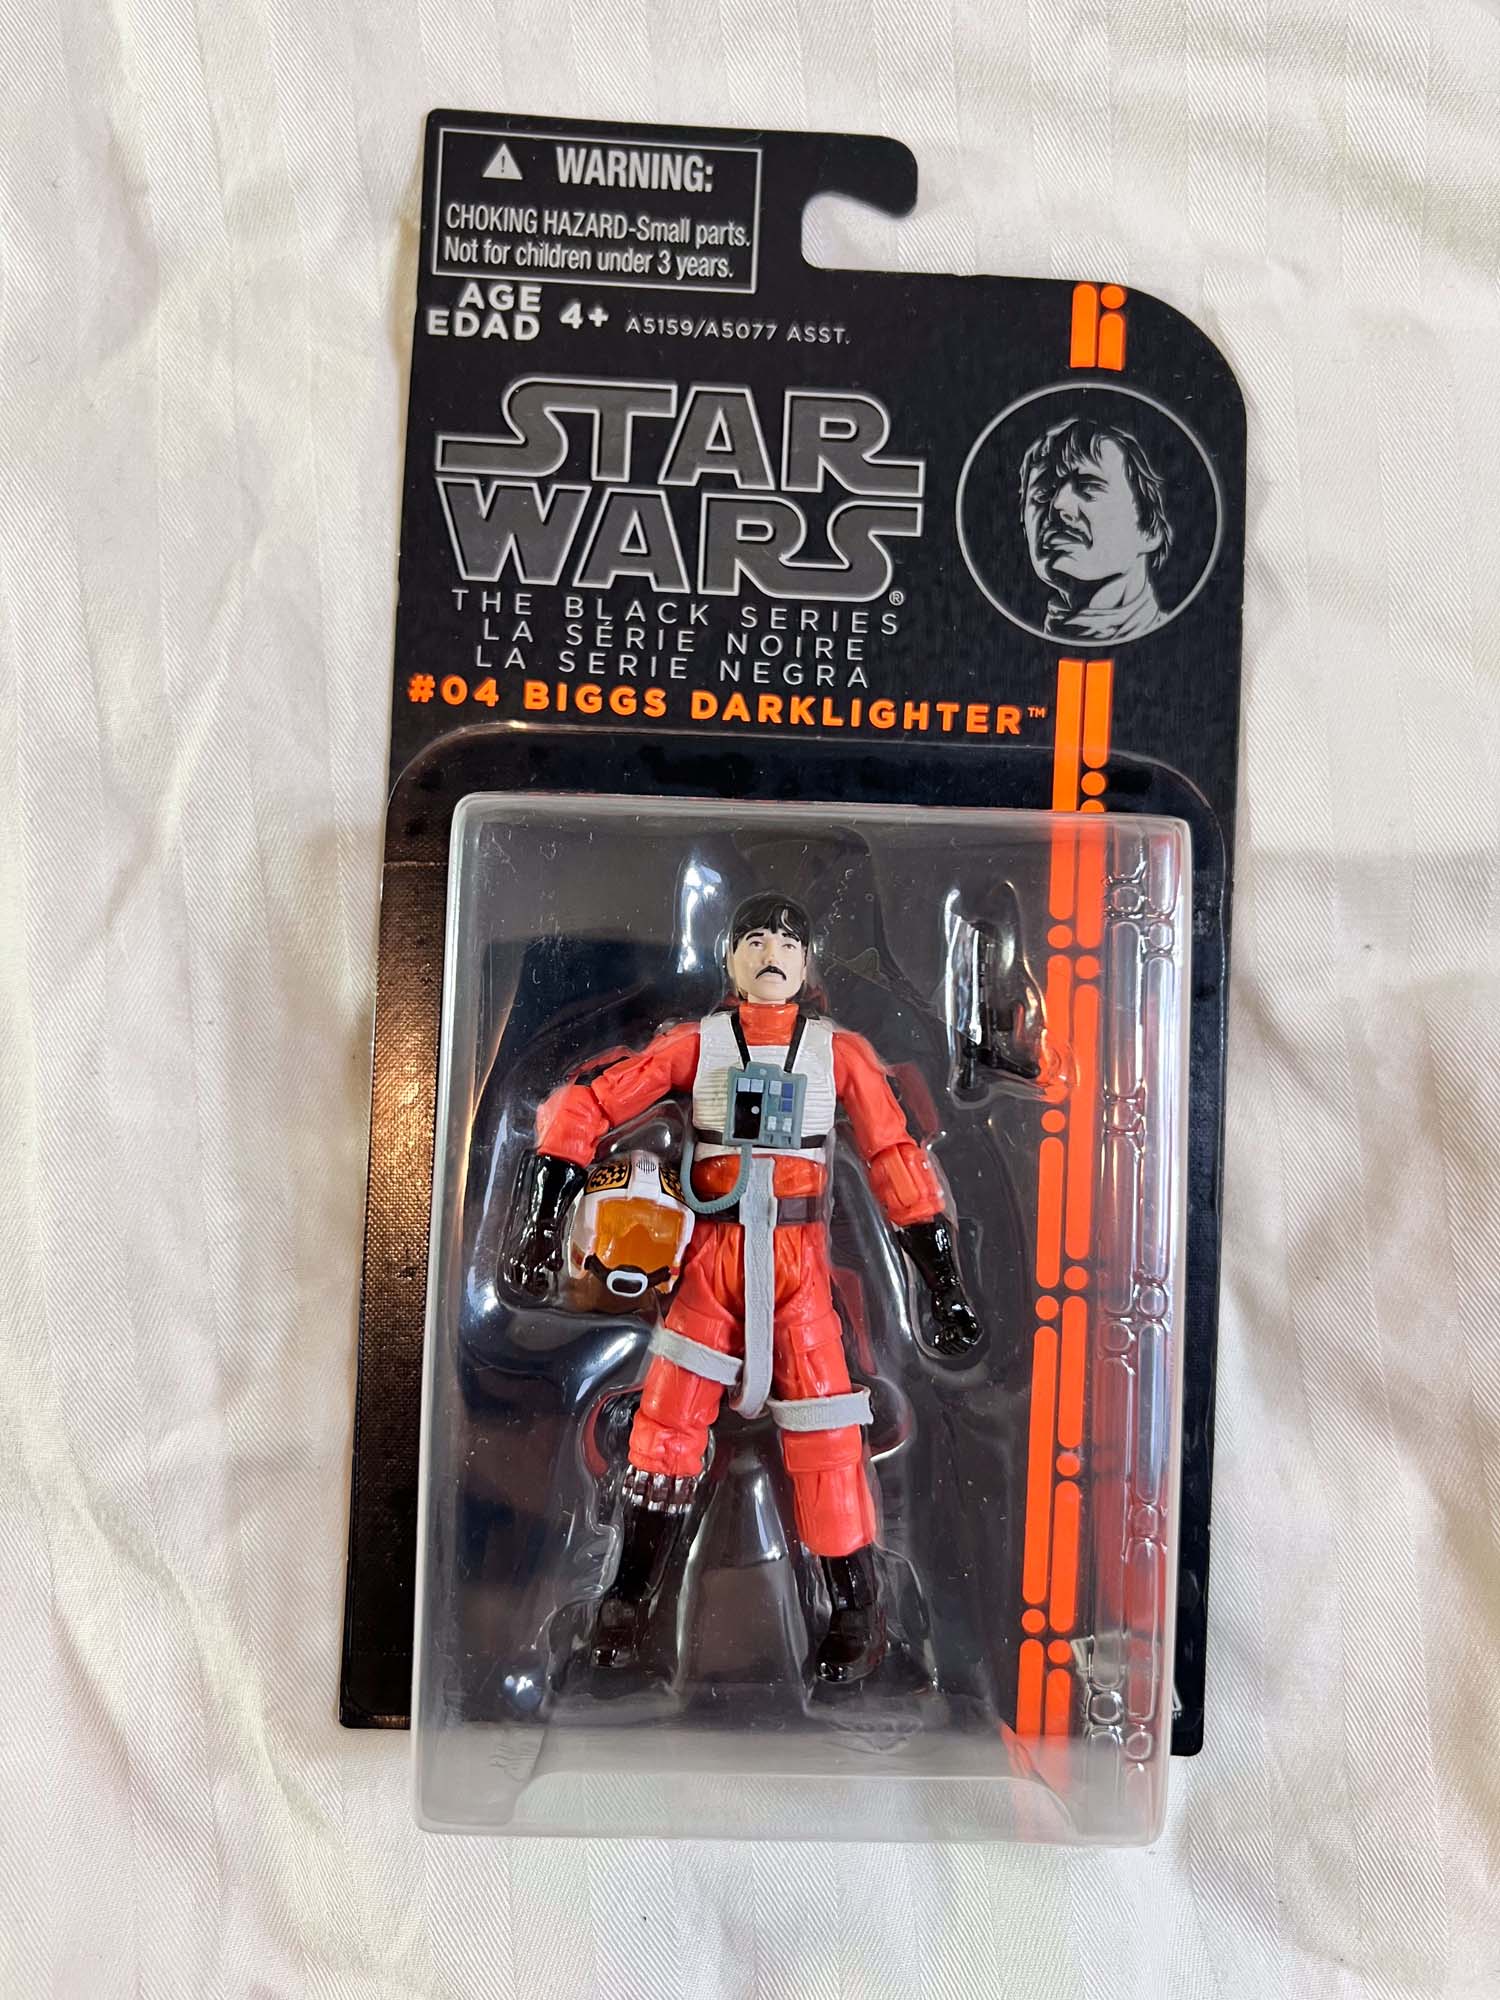 WARNING:
CHOKING HAZARD-Small parts.
Not for children under 3 years.
AGE
EDAD 4+ A5159/A5077 ASST.
STAR
WARS®
THE BLACK SERIES
LA SÉRIE NOIRE
LA SERIE NEGRA
#04 BIGGS DARKLIGHTER™